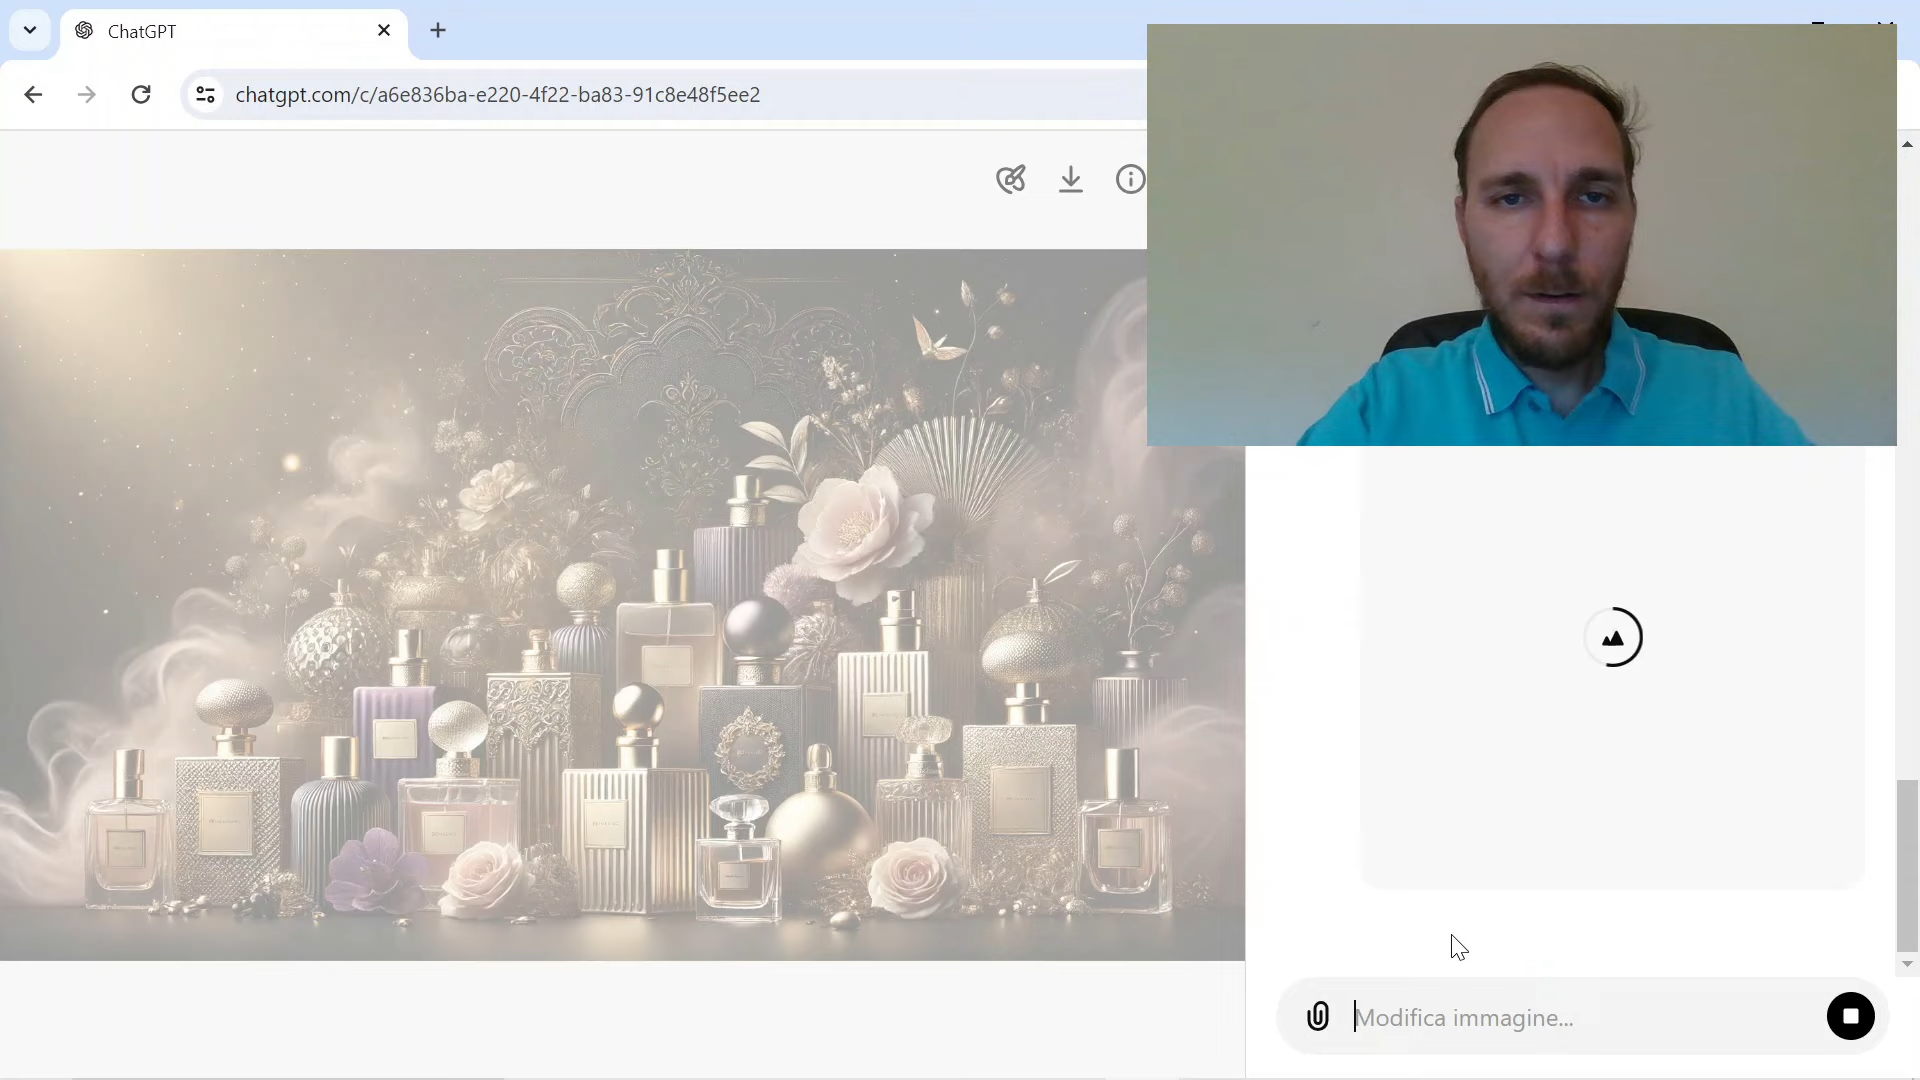 ChatGPT
chatgpt.com/c/a6e836ba-e220-4f22-ba83-91c8e48f5ee2
Modifica immagine...